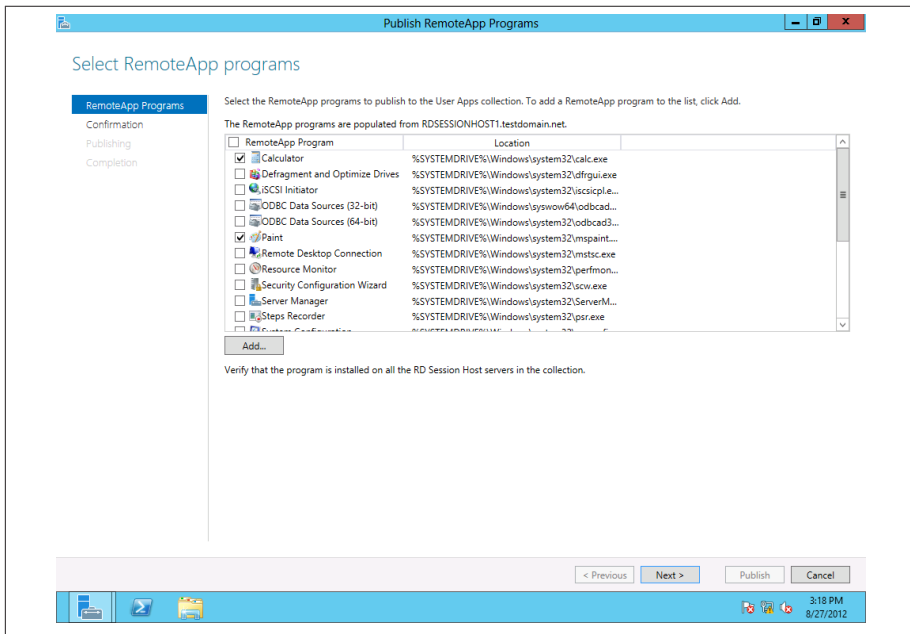 Publish RemoteApp Programs
Select RemoteApp programs
RemoteApp Programs
Confirmation
Publishing
Completion
Select the RemoteApp programs to publish to the User Apps collection. To add a RemoteApp program to the list, click Add.
The RemoteApp programs are populated from RDSESSIONHOST1.testdomain.net.
RemoteApp Program Location
Calculator %SYSTEMDRIVE%\Windows\system32\calc.exe
Defragment and Optimize Drives %SYSTEMDRIVE%\Windows\system32\dfrgui.exe
iSCSI Initiator %SYSTEMDRIVE%\Windows\system32\iscsicpl.e...
ODBC Data Sources (32-bit) %SYSTEMDRIVE%\Windows\syswow64\odbcad...
ODBC Data Sources (64-bit) %SYSTEMDRIVE%\Windows\system32\odbcad3...
Paint %SYSTEMDRIVE%\Windows\system32\mspaint....
Remote Desktop Connection %SYSTEMDRIVE%\Windows\system32\mstsc.exe
Resource Monitor %SYSTEMDRIVE%\Windows\system32\perfmon...
Security Configuration Wizard %SYSTEMDRIVE%\Windows\system32\scw.exe
Server Manager %SYSTEMDRIVE%\Windows\system32\ServerM...
Steps Recorder %SYSTEMDRIVE%\Windows\system32\psr.exe
System Configuration
Add...
Verify that the program is installed on all the RD Session Host servers in the collection.
< Previous Next > Publish Cancel
3:18 PM
8/27/2012